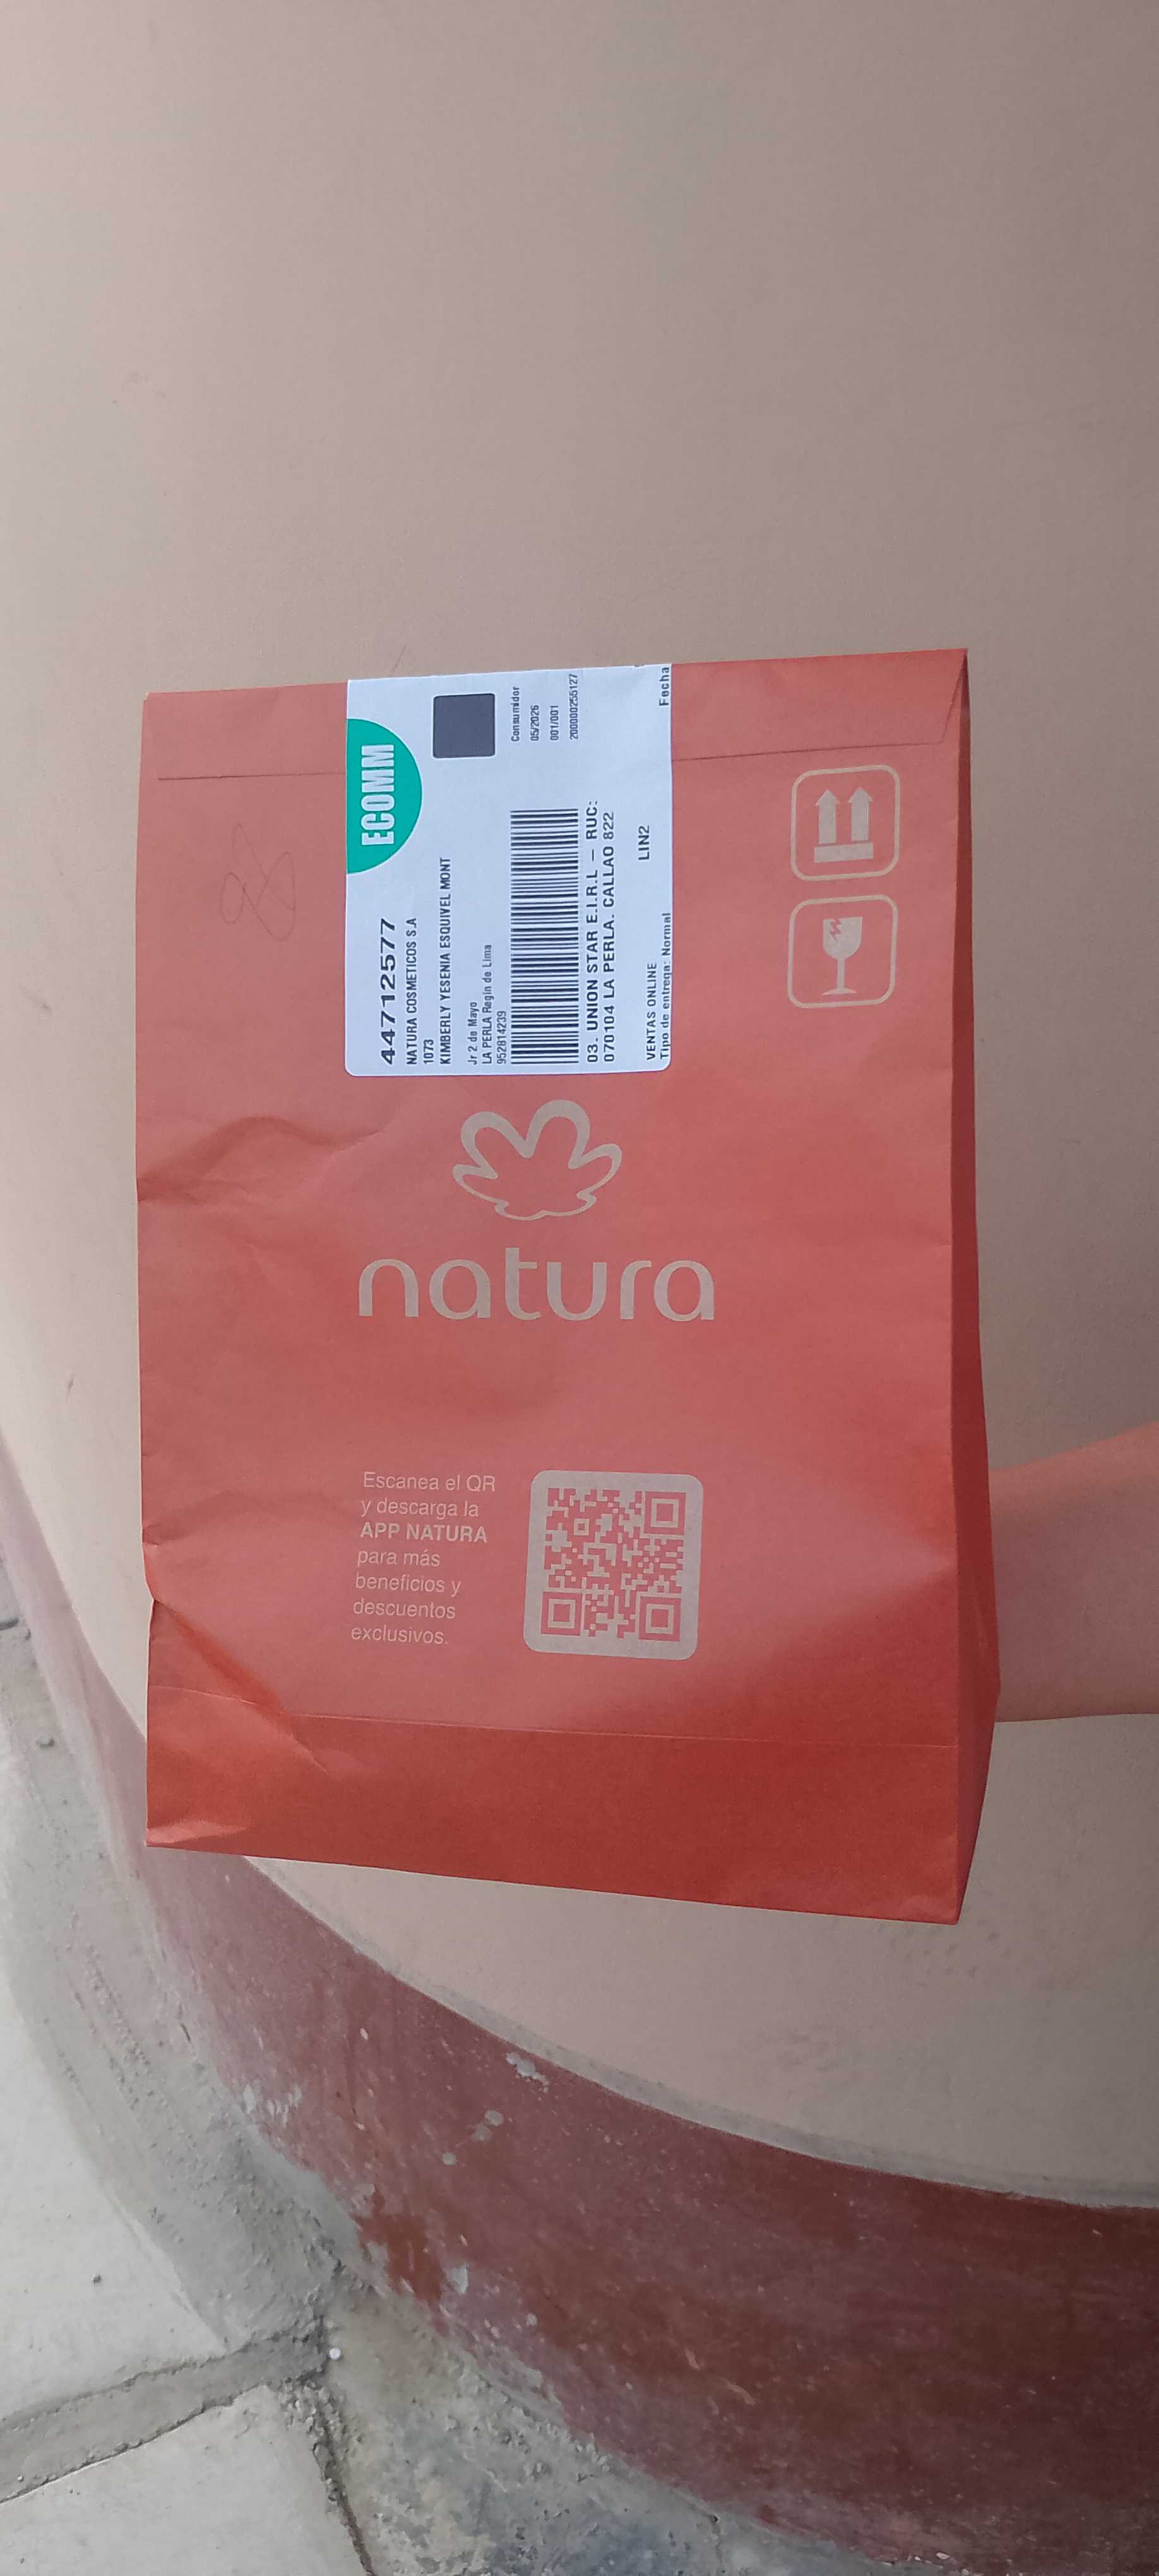 ECOMM
44712577
NATURA COSMETICOS S.A
1073
KIMBERLY YESENIA ESQUIVEL MONT
Jr 2 de Mayo
LA PERLA Regin de Lima
952814239
Consumidor
05/2026
001/001
200000255127
03. UNION STAR E.I.R.L – RUC:
070104 LA PERLA. CALLAO 822
LIN2
VENTAS ONLINE
Tipo de entrega: Normal
Fecha
8
natura
Escanea el QR
y descarga la
APP NATURA
para más
beneficios y
descuentos
exclusivos.